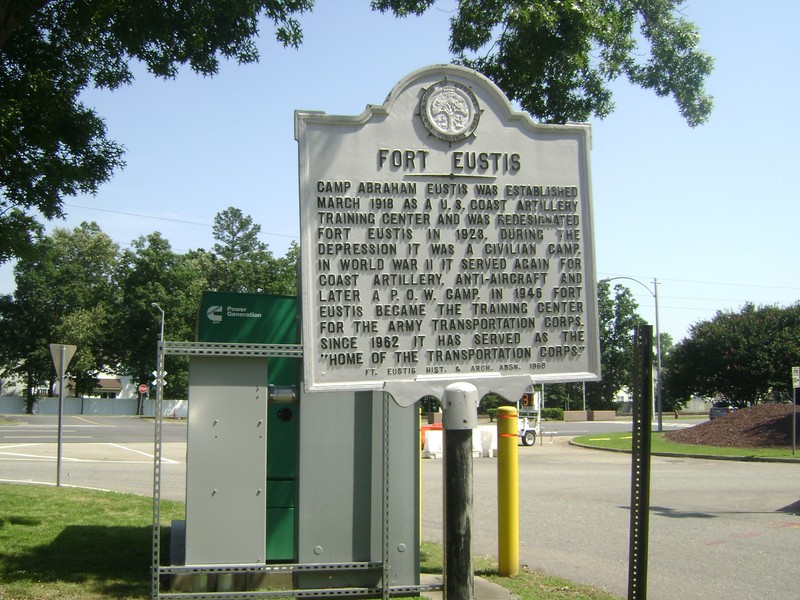 FORT EUSTIS
CAMP ABRAHAM EUSTIS WAS ESTABLISHED
MARCH 1918 AS A U.S. COAST ARTILLERY
TRAINING CENTER AND WAS REDESIGNATED
FORT EUSTIS IN 1923. DURING THE
DEPRESSION IT WAS A CIVILIAN CAMP.
IN WORLD WAR II IT SERVED AGAIN FOR
COAST ARTILLERY, ANTI-AIRCRAFT AND
LATER A P.O.W. CAMP. IN 1946 FORT
EUSTIS BECAME THE TRAINING CENTER
FOR THE ARMY TRANSPORTATION CORPS.
SINCE 1962 IT HAS SERVED AS THE
"HOME OF THE TRANSPORTATION CORPS."
FT. EUSTIS HIST. & ARCH. ASSN. 1968
Power
Generation